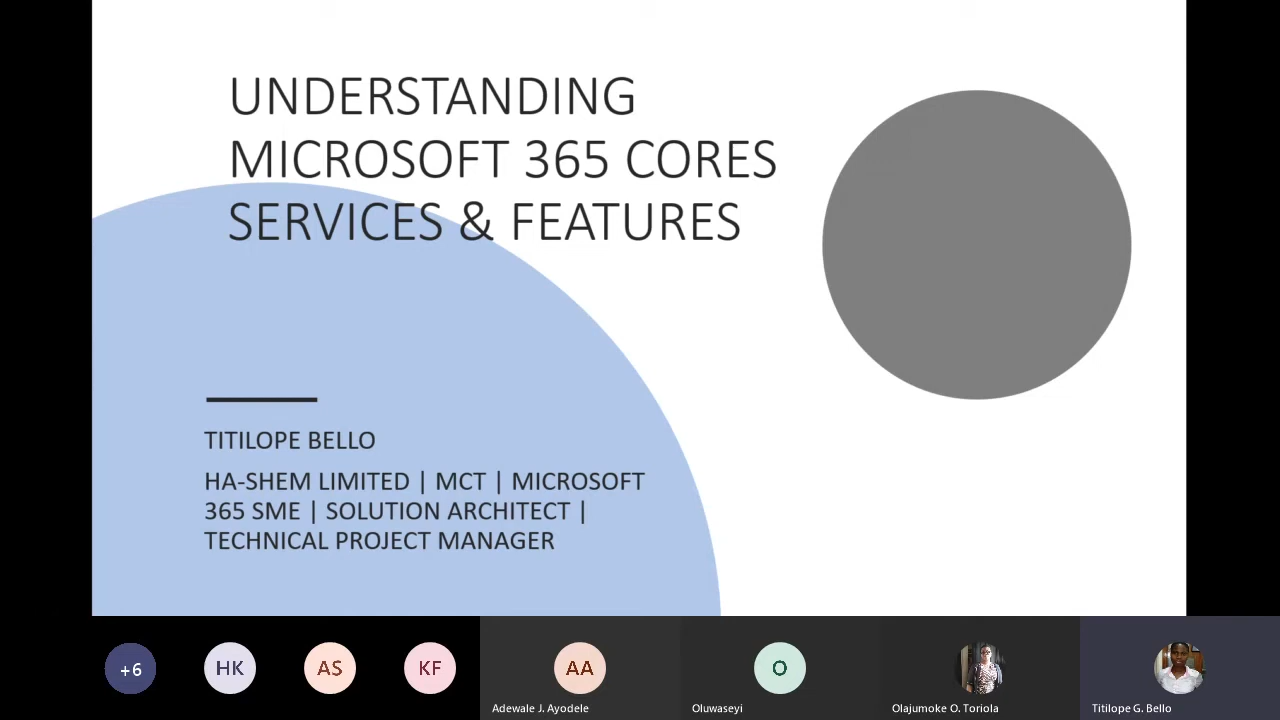 UNDERSTANDING
MICROSOFT 365 CORES
SERVICES & FEATURES
TITILOPE BELLO
HA-SHEM LIMITED | MCT | MICROSOFT
365 SME | SOLUTION ARCHITECT |
TECHNICAL PROJECT MANAGER
+6
HK
AS
KF
AA
O
Adewale J. Ayodele
Oluwaseyi
Olajumoke O. Toriola
Titilope G. Bello